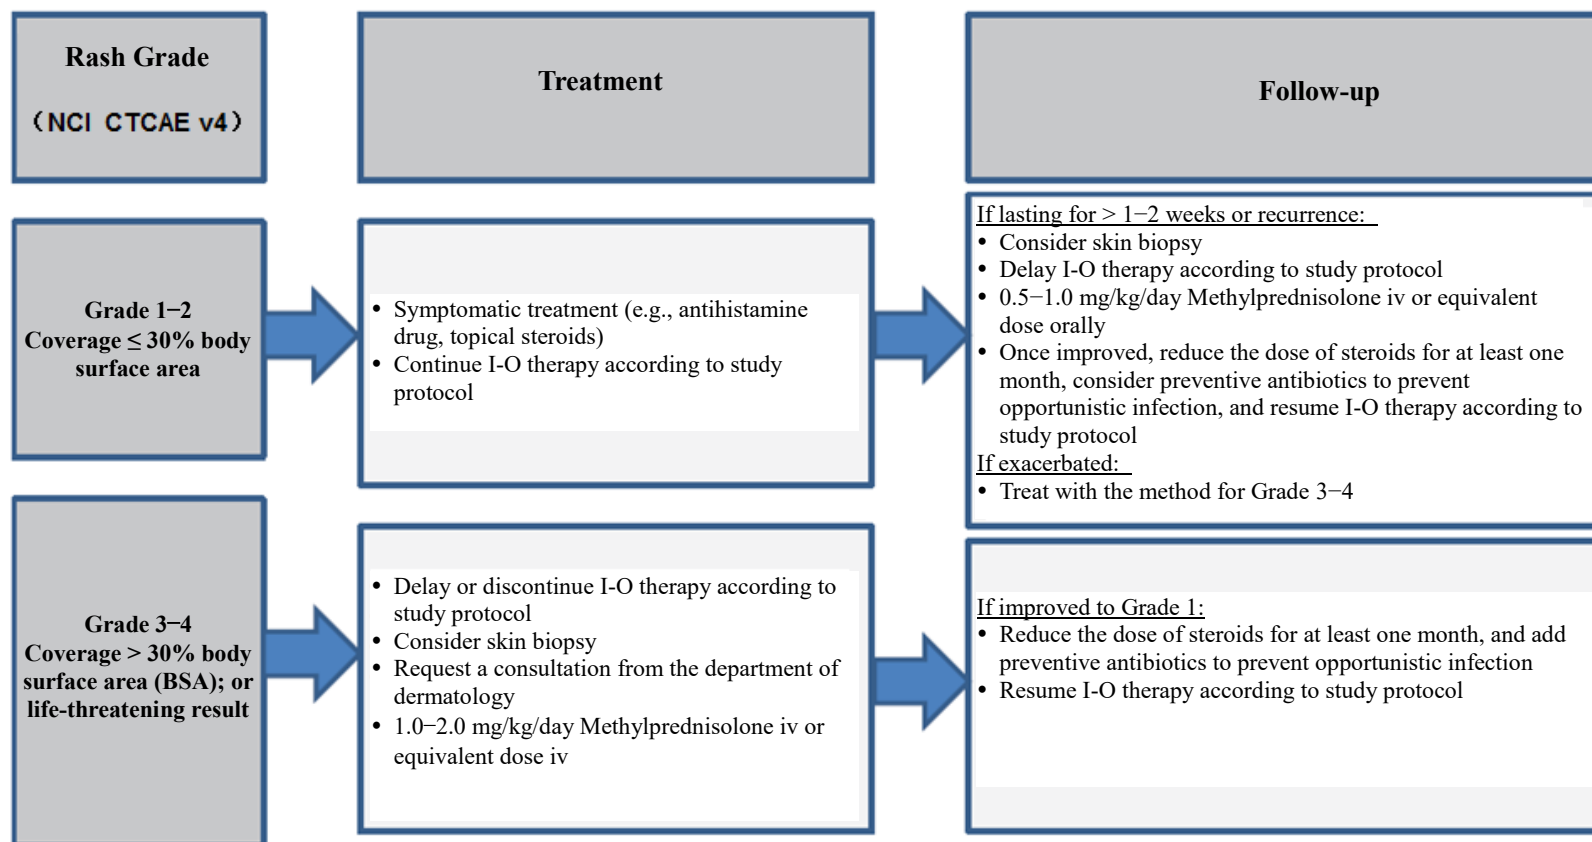 Rash Grade
（NCI CTCAE v4）
Treatment
Follow-up
Grade 1−2
Coverage ≤ 30% body
surface area
• Symptomatic treatment (e.g., antihistamine
drug, topical steroids)
• Continue I-O therapy according to study
protocol
If lasting for > 1−2 weeks or recurrence:
• Consider skin biopsy
• Delay I-O therapy according to study protocol
• 0.5−1.0 mg/kg/day Methylprednisolone iv or equivalent
dose orally
• Once improved, reduce the dose of steroids for at least one
month, consider preventive antibiotics to prevent
opportunistic infection, and resume I-O therapy according to
study protocol
If exacerbated:
• Treat with the method for Grade 3−4
Grade 3−4
Coverage > 30% body
surface area (BSA); or
life-threatening result
• Delay or discontinue I-O therapy according to
study protocol
• Consider skin biopsy
• Request a consultation from the department of
dermatology
• 1.0−2.0 mg/kg/day Methylprednisolone iv or
equivalent dose iv
If improved to Grade 1:
• Reduce the dose of steroids for at least one month, and add
preventive antibiotics to prevent opportunistic infection
• Resume I-O therapy according to study protocol